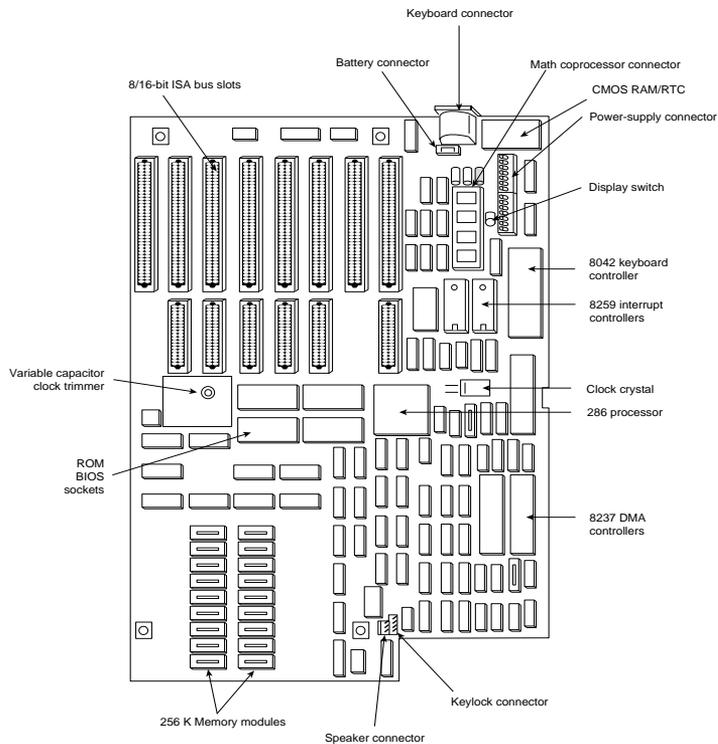 Keyboard connector
Battery connector
Math coprocessor connector
8/16-bit ISA bus slots
CMOS RAM/RTC
Power-supply connector
Display switch
8042 keyboard
controller
8259 interrupt
controllers
Variable capacitor
clock trimmer
Clock crystal
286 processor
ROM
BIOS
sockets
8237 DMA
controllers
Keylock connector
256 K Memory modules
Speaker connector